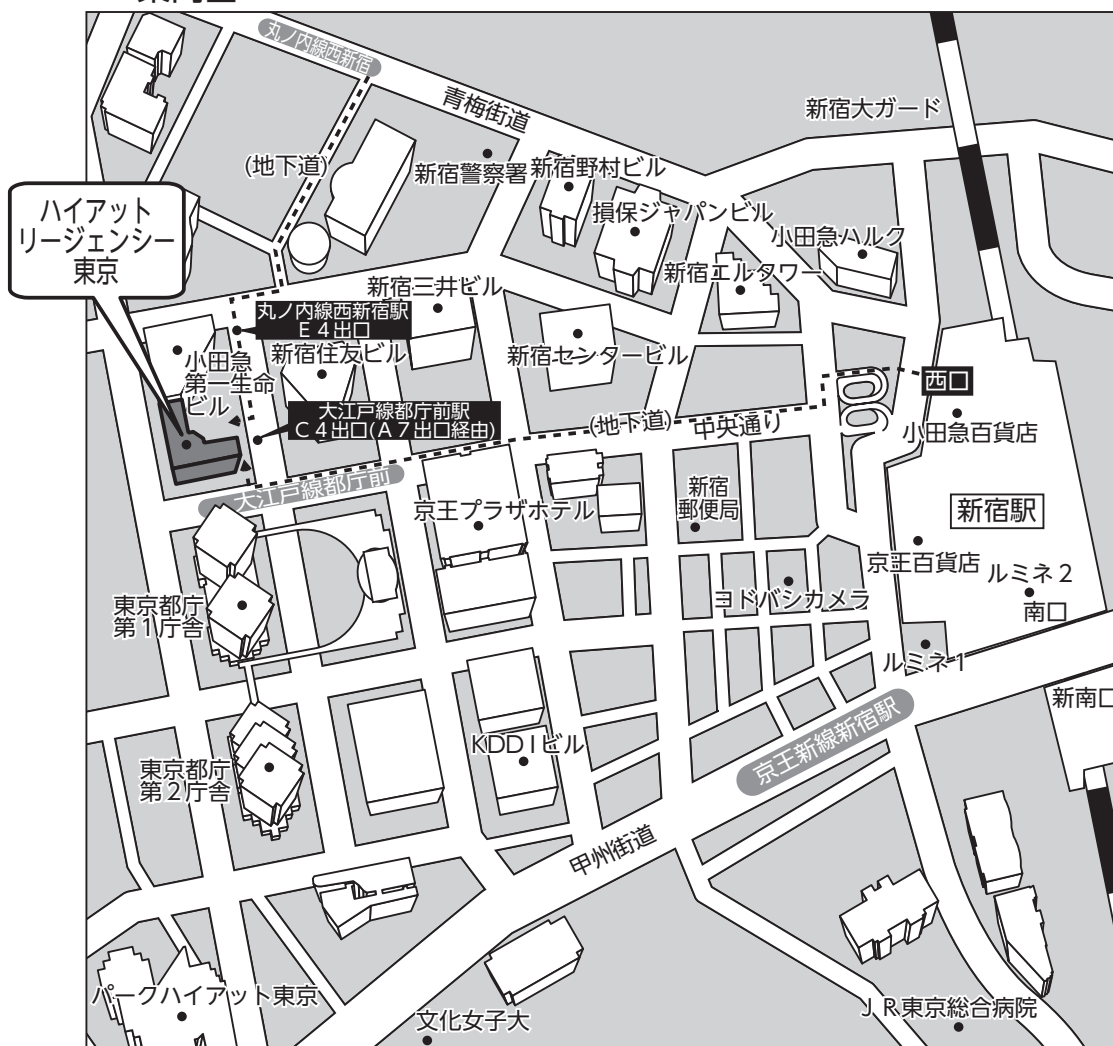 丸ノ内線西新宿
青梅街道
新宿大ガード
(地下道)
新宿警察署
新宿野村ビル
損保ジャパンビル
小田急ハルク
新宿エルタワー
ハイアット
リージェンシー
東京
新宿三井ビル
丸ノ内線西新宿駅
E4出口
新宿住友ビル
新宿センタービル
小田急
第一生命
ビル
西口
大江戸線都庁前駅
C4出口(A7出口経由)
(地下道)
中央通り
小田急百貨店
大江戸線都庁前
京王プラザホテル
新宿
郵便局
新宿駅
京王百貨店
ルミネ2
南口
ヨドバシカメラ
東京都庁
第1庁舎
ルミネ1
新南口
KDDIビル
京王新線新宿駅
東京都庁
第2庁舎
甲州街道
パークハイアット東京
文化女子大
JR東京総合病院